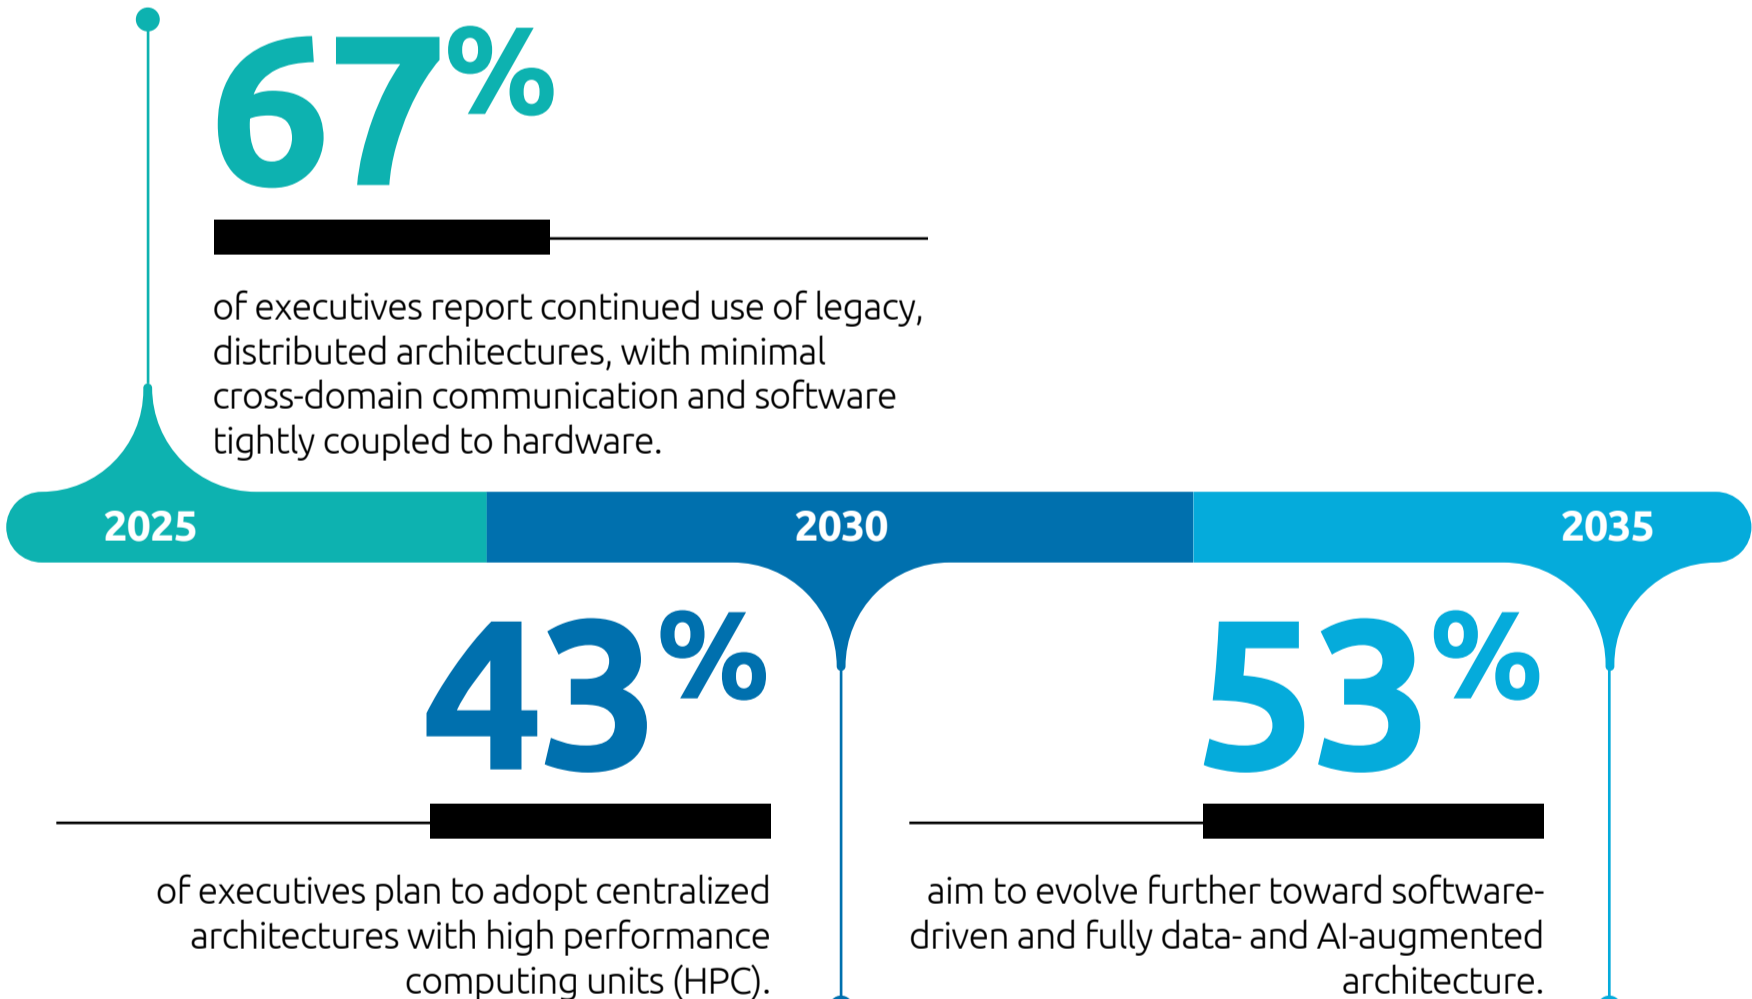 67%
of executives report continued use of legacy,
distributed architectures, with minimal
cross-domain communication and software
tightly coupled to hardware.
2025
2030
2035
43%
of executives plan to adopt centralized
architectures with high performance
computing units (HPC).
53%
aim to evolve further toward software-
driven and fully data- and AI-augmented
architecture.